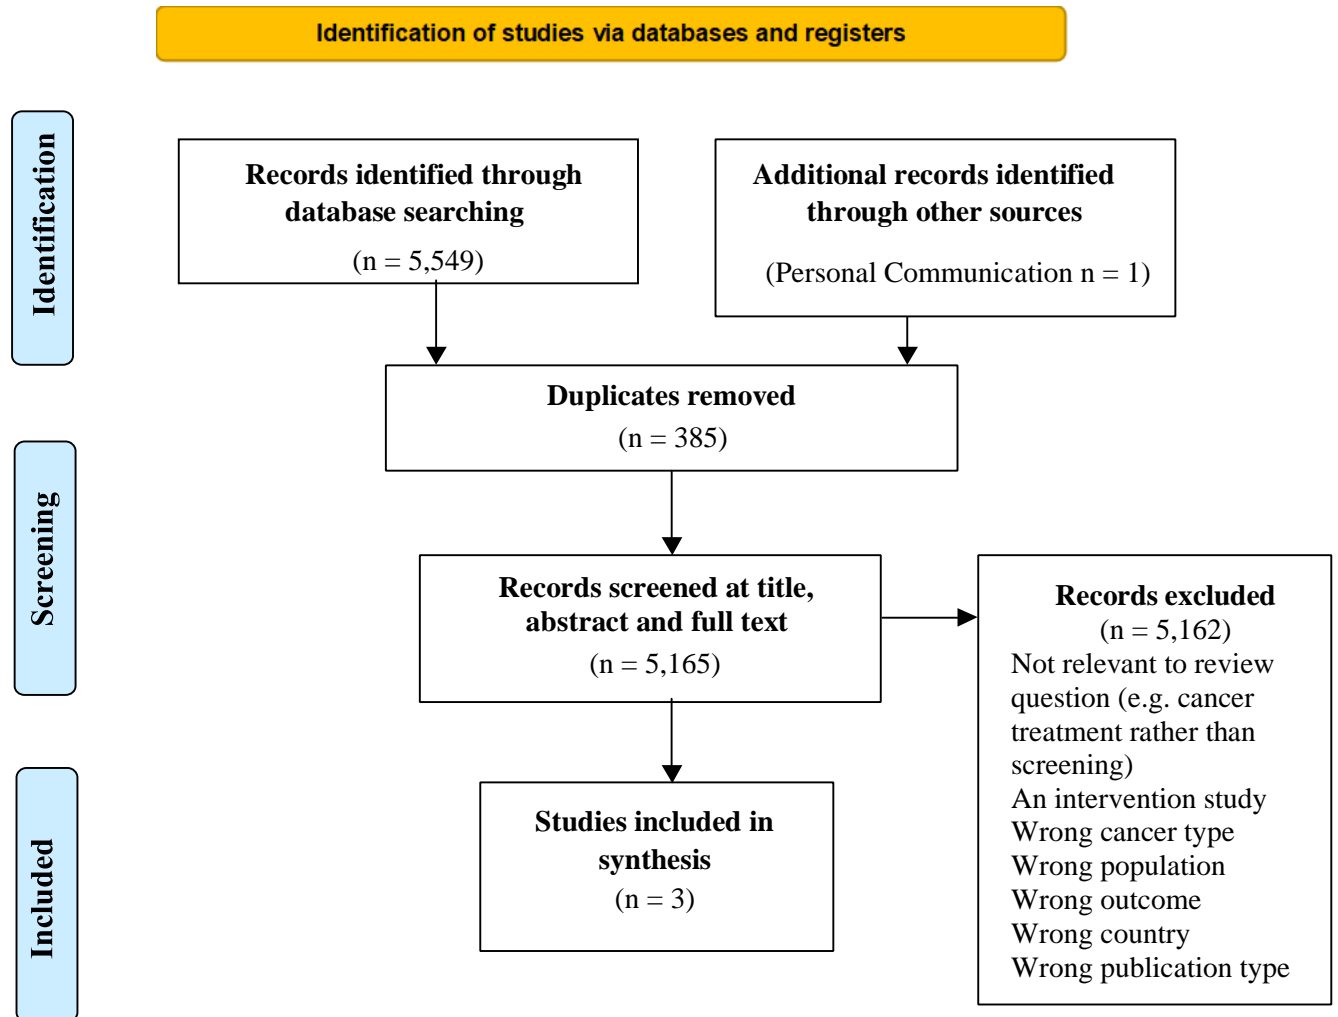 Identification of studies via databases and registers
Identification
Records identified through
database searching
(n = 5,549)
Additional records identified
through other sources
(Personal Communication n = 1)
Duplicates removed
(n = 385)
Screening
Records screened at title,
abstract and full text
(n = 5,165)
Records excluded
(n = 5,162)
Not relevant to review
question (e.g. cancer
treatment rather than
screening)
An intervention study
Wrong cancer type
Wrong population
Wrong outcome
Wrong country
Wrong publication type
Included
Studies included in
synthesis
(n = 3)